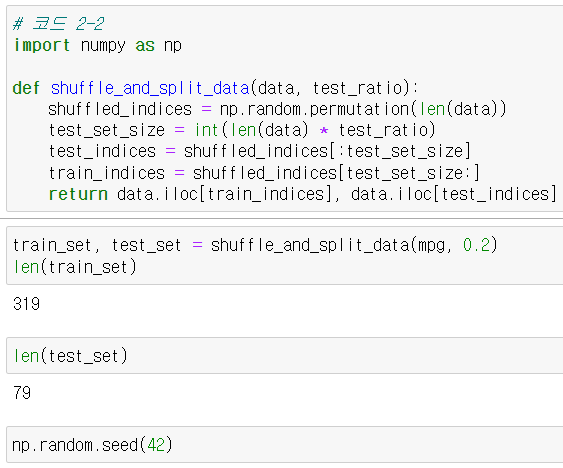 # 코드 2-2
import numpy as np
def shuffle_and_split_data(data, test_ratio):
    shuffled_indices = np.random.permutation(len(data))
    test_set_size = int(len(data) * test_ratio)
    test_indices = shuffled_indices[:test_set_size]
    train_indices = shuffled_indices[test_set_size:]
    return data.iloc[train_indices], data.iloc[test_indices]
train_set, test_set = shuffle_and_split_data(mpg, 0.2)
len(train_set)
319
len(test_set)
79
np.random.seed(42)